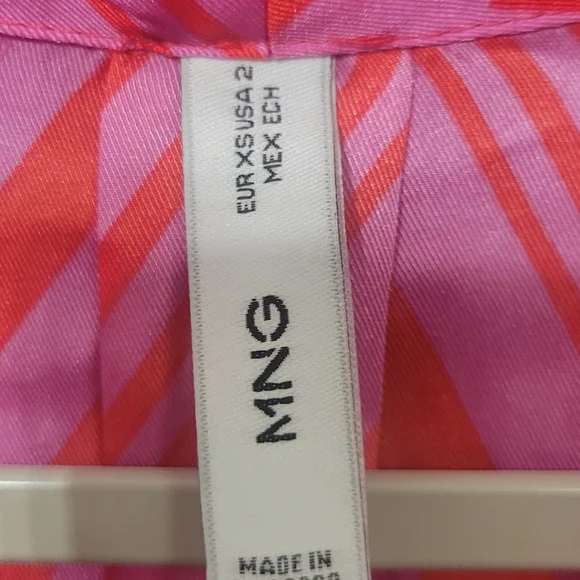 EUR XS USA 2
MEX ECH
MNG
MADE IN